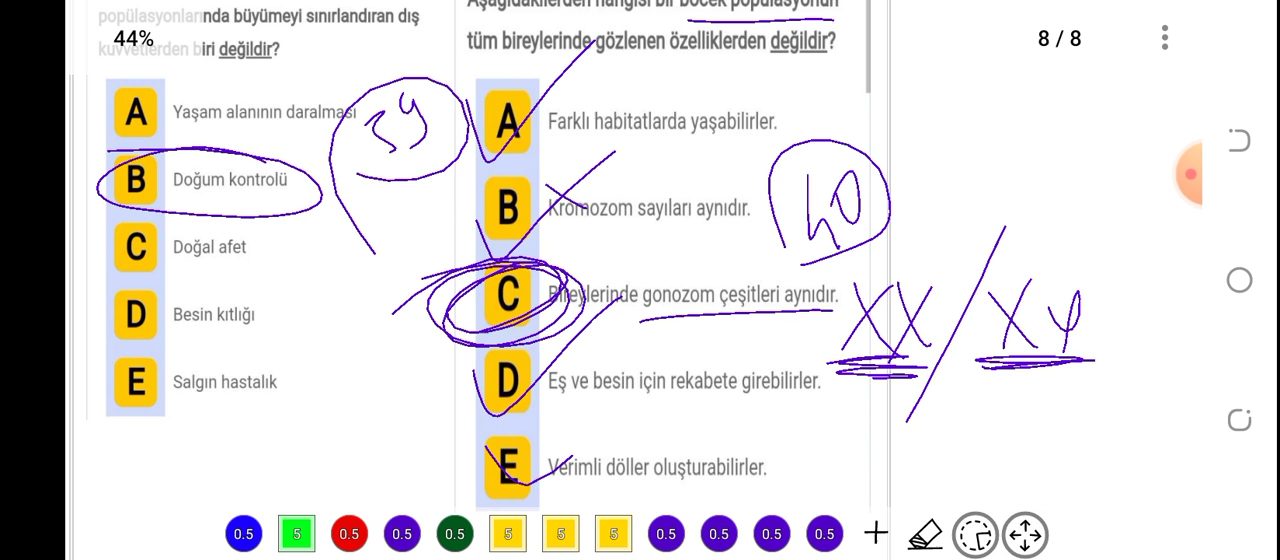 popülasyonlarında büyümeyi sınırlandıran dış
kuvvetlerden biri değildir?
44%
A Yaşam alanının daralması
B Doğum kontrolü
C Doğal afet
D Besin kıtlığı
E Salgın hastalık
39
Aşağıdakilerden hangisi bir böcek popülasyonun
tüm bireylerinde gözlenen özelliklerden değildir?
8 / 8
A Farklı habitatlarda yaşabilirler.
B Kromozom sayıları aynıdır.
40
C Bireylerinde gonozom çeşitleri aynıdır.
XX / XY
D Eş ve besin için rekabete girebilirler.
E Verimli döller oluşturabilirler.
0.5 5 0.5 0.5 0.5 5 5 5 0.5 0.5 0.5 0.5